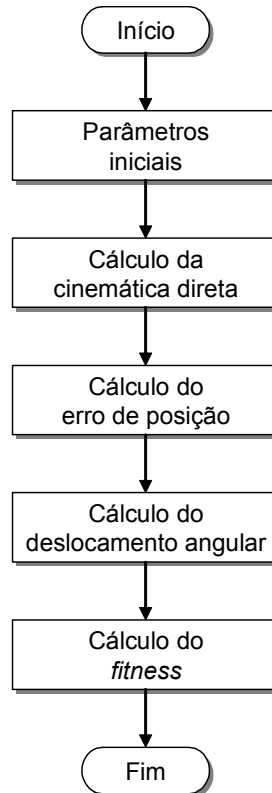 Início
Parâmetros
iniciais
Cálculo da
cinemática direta
Cálculo do
erro de posição
Cálculo do
deslocamento angular
Cálculo do
fitness
Fim